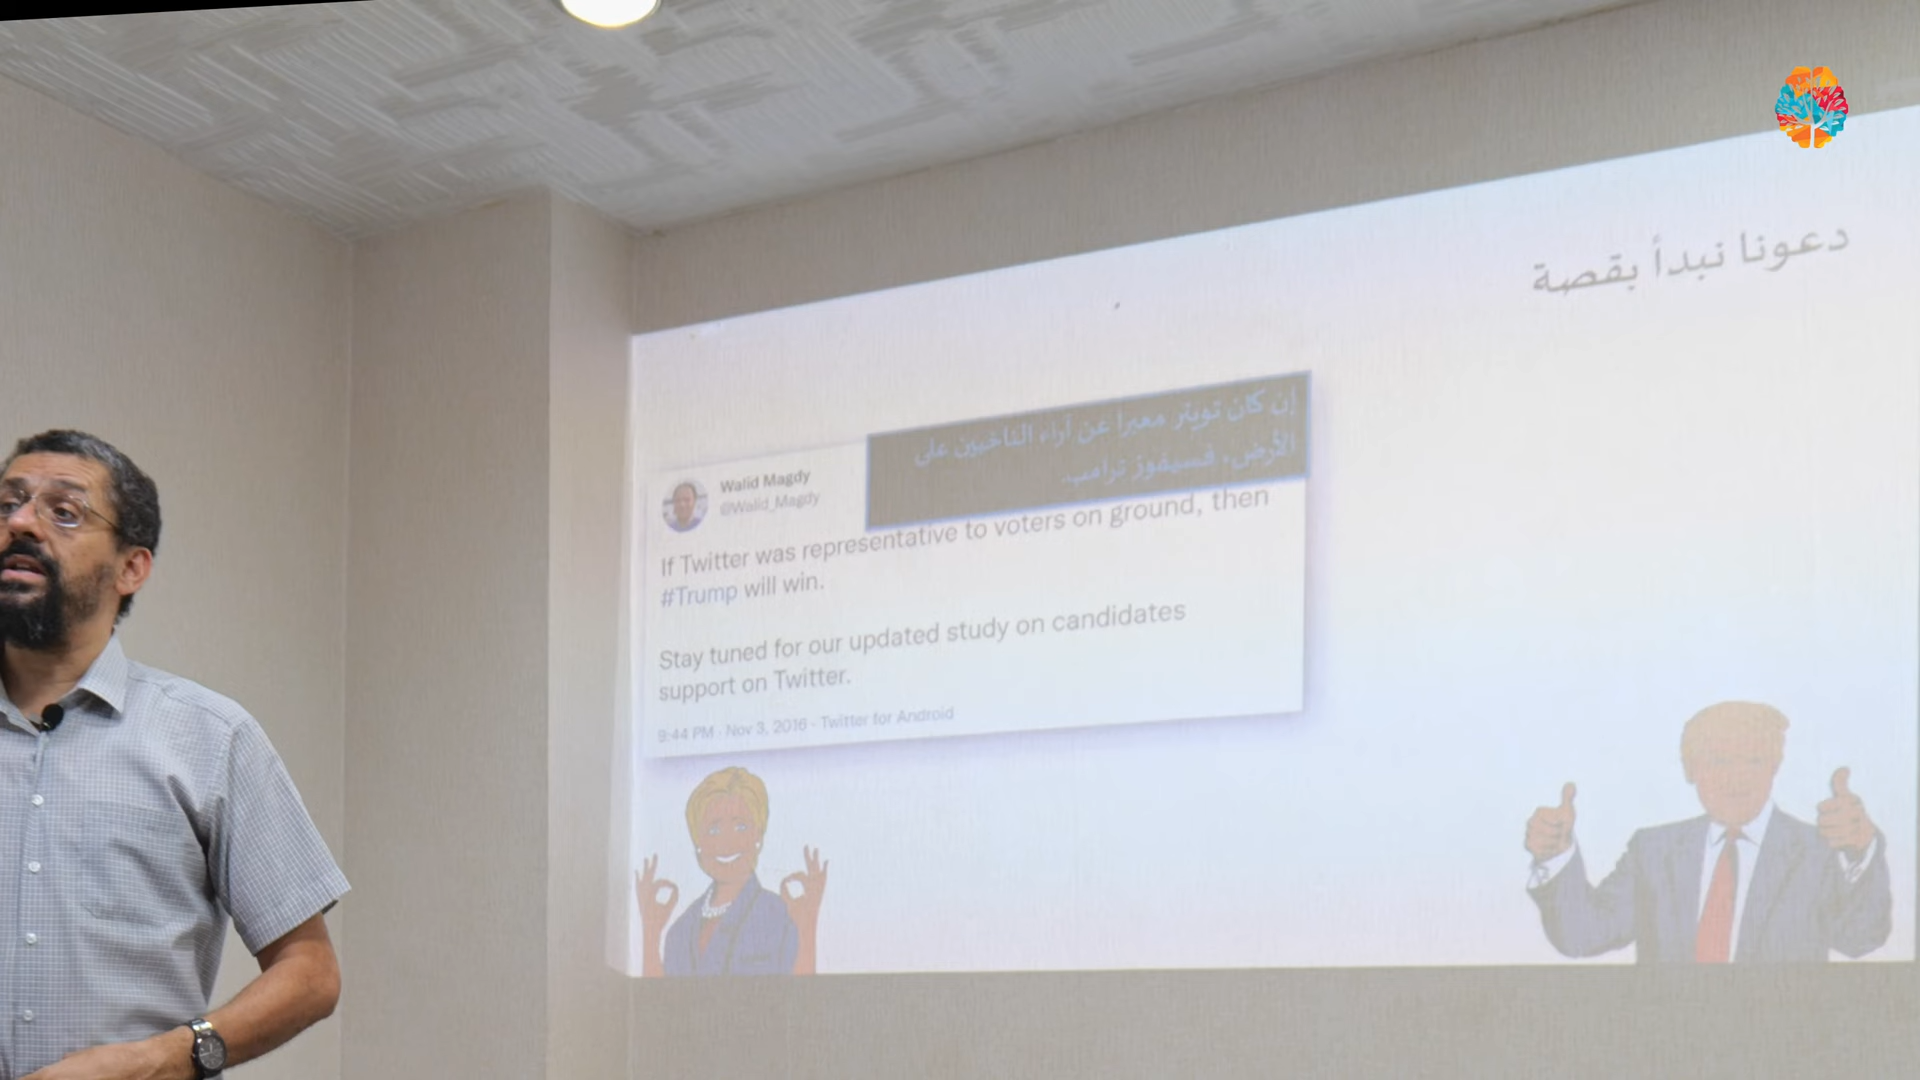 دعونا نبدأ بقصة
إن كان تويتر معبرا عن آراء الناخبين على
الأرض، فسيفوز ترامب.
Walid Magdy
@Walid_Magdy
If Twitter was representative to voters on ground, then
#Trump will win.
Stay tuned for our updated study on candidates
support on Twitter.
9:44 PM · Nov 3, 2016 · Twitter for Android